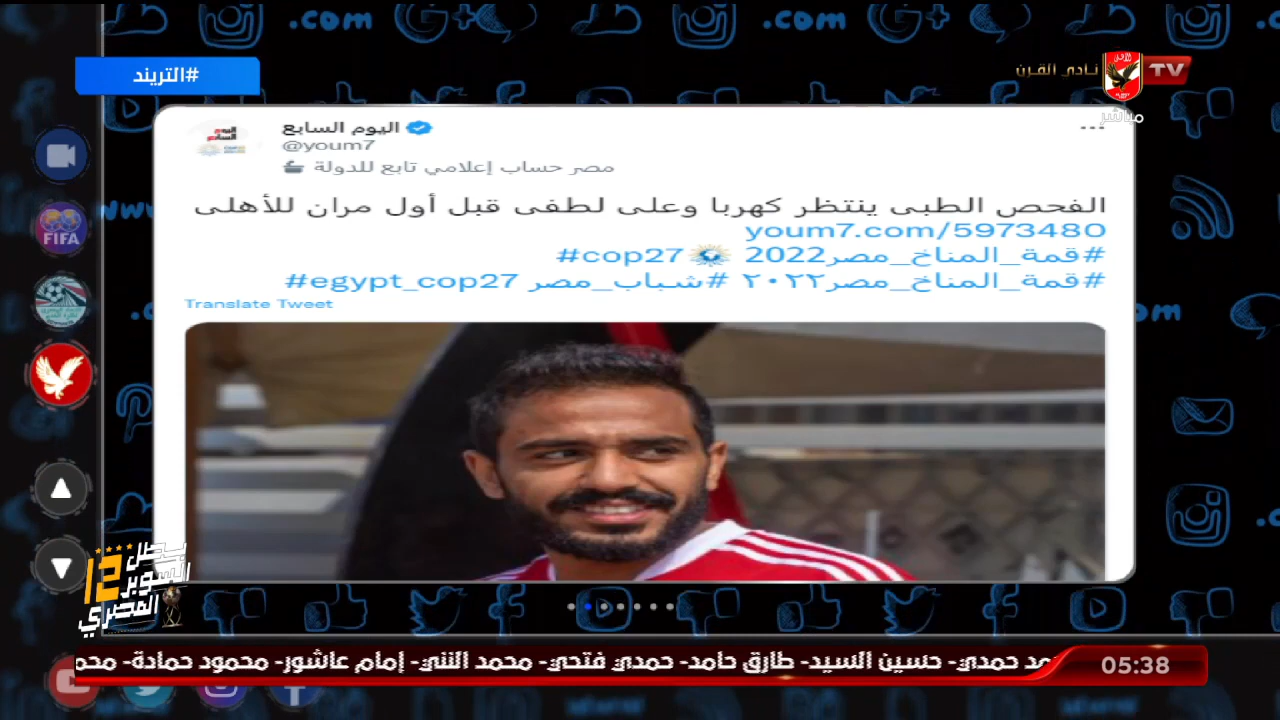 #التريند
نادي القرن
TV
مباشر
اليوم السابع
@youm7
مصر حساب إعلامي تابع للدولة
الفحص الطبى ينتظر كهربا وعلى لطفى قبل أول مران للأهلى
youm7.com/5973480
#قمة_المناخ_مصر2022 #cop27
#قمة_المناخ_مصر٢٠٢٢ #شباب_مصر #egypt_cop27
Translate Tweet
FIFA
بطل
السوبر 12
المصري
مد حمدي- حسين السيد- طارق حامد- حمدي فتحي- محمد النني- إمام عاشور- محمود حمادة- محم
05:38